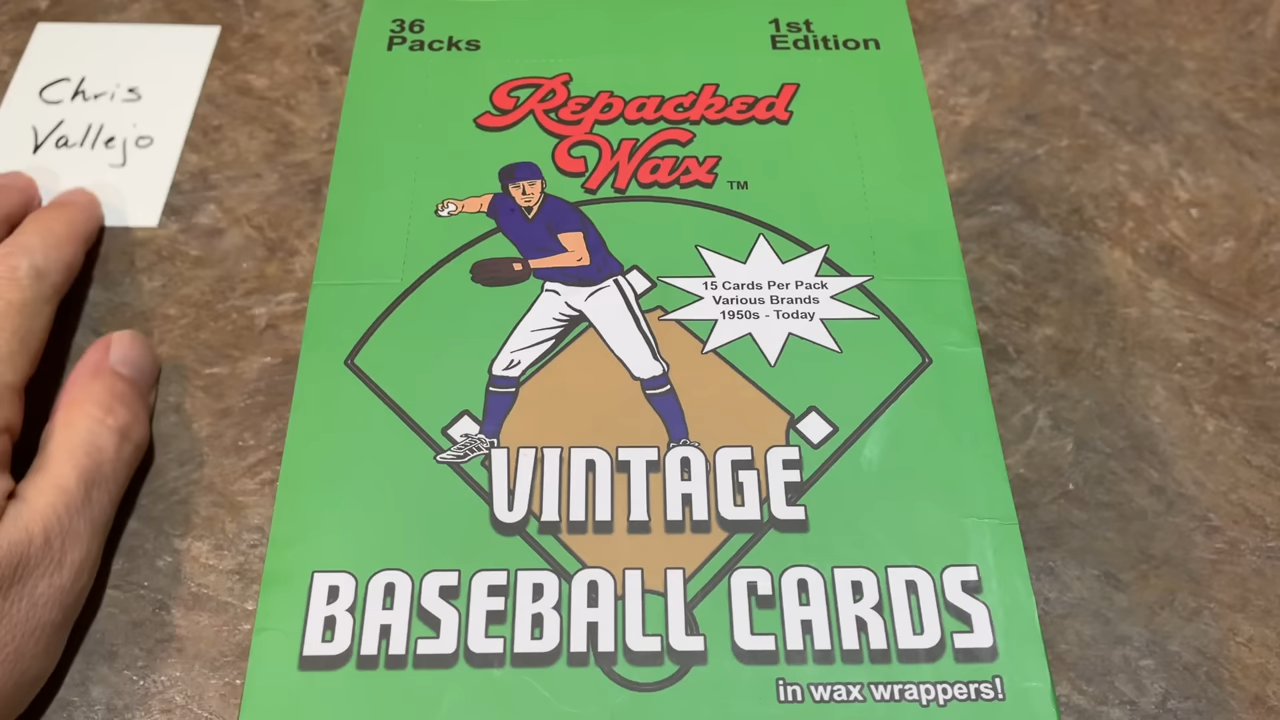 Chris
Vallejo
36
Packs
1st
Edition
Repacked
Wax
TM
15 Cards Per Pack
Various Brands
1950s - Today
VINTAGE
BASEBALL CARDS
in wax wrappers!